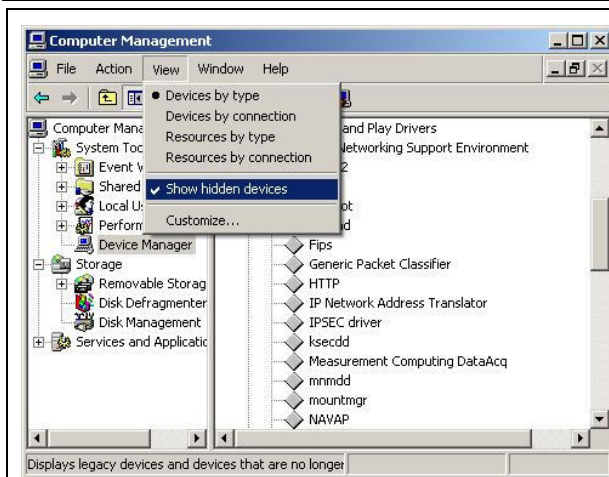 Computer Management
File Action View Window Help
Devices by type
Devices by connection
Resources by type
Resources by connection
Show hidden devices
Customize...
Computer Mana
System Too
Event V
Shared
Local U
Perform
Device Manager
Storage
Removable Storag
Disk Defragmenter
Disk Management
Services and Applicatio
and Play Drivers
Networking Support Environment
2
ot
d
Fips
Generic Packet Classifier
HTTP
IP Network Address Translator
IPSEC driver
ksecdd
Measurement Computing DataAcq
mnmdd
mountmgr
NAVAP
Displays legacy devices and devices that are no longer